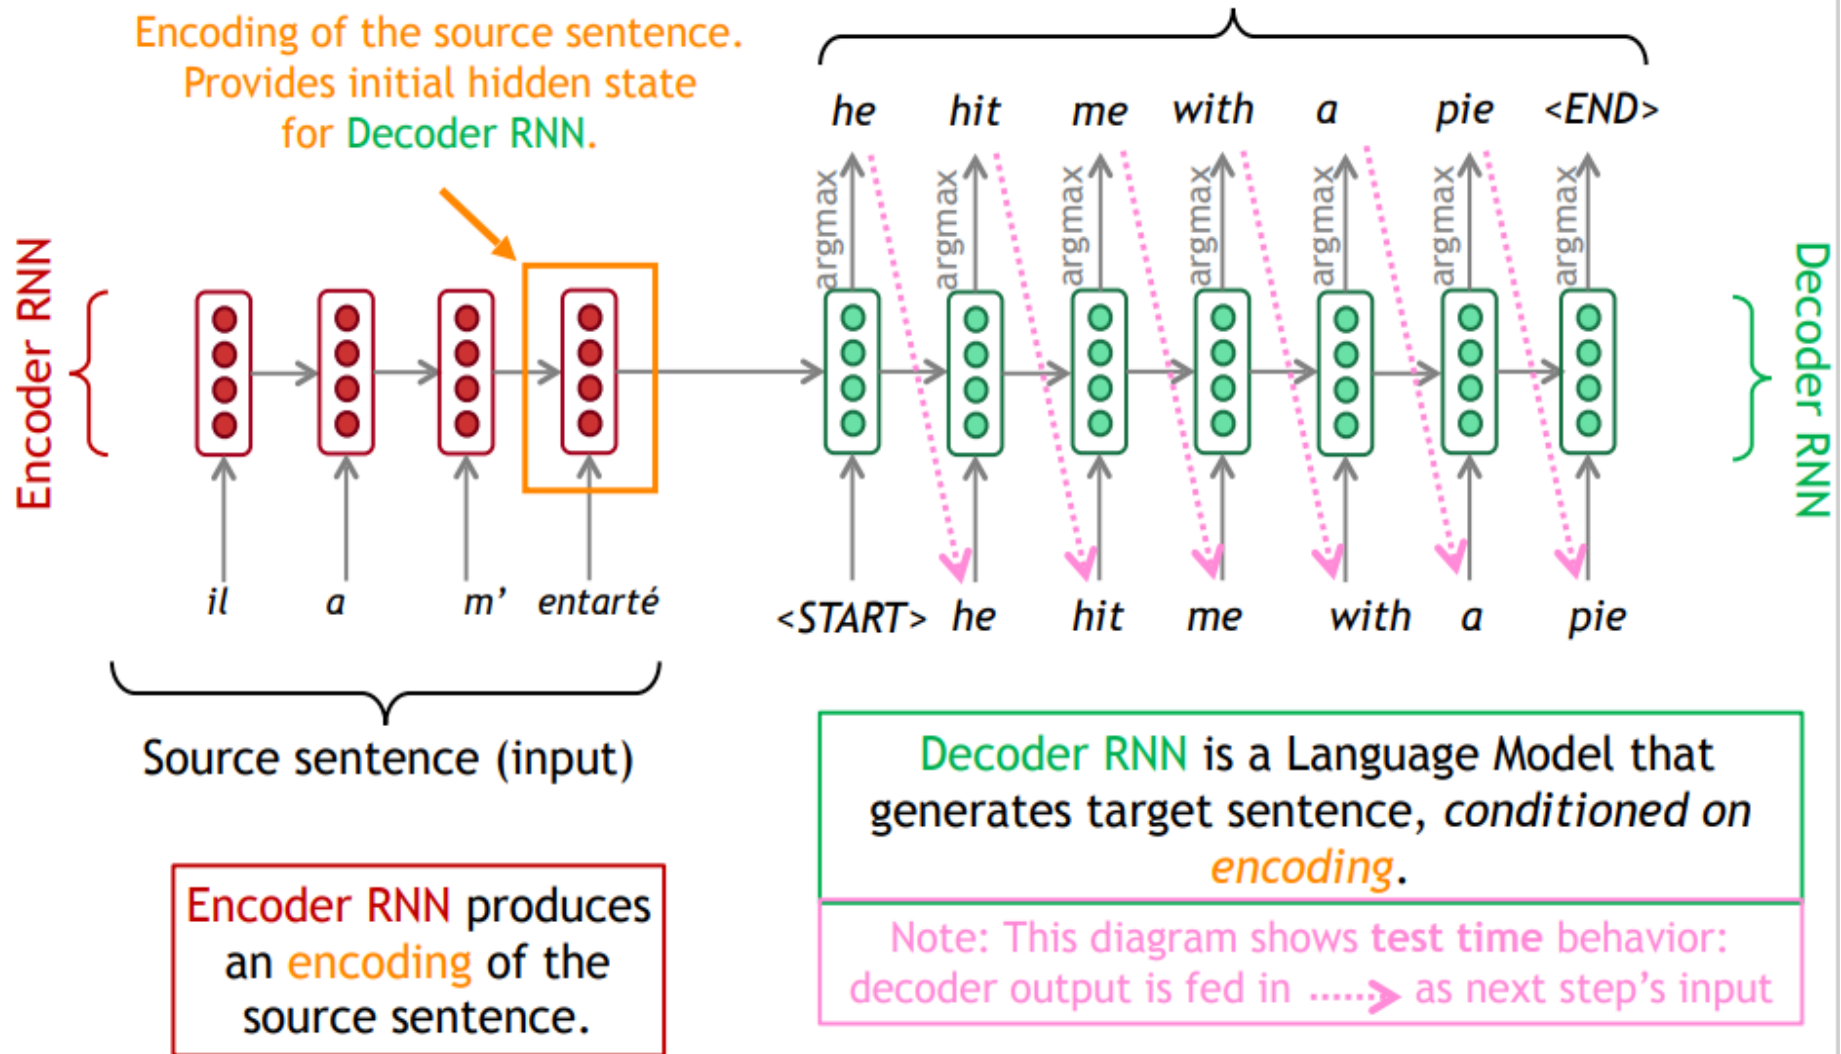 Encoding of the source sentence.
Provides initial hidden state
for Decoder RNN.
he hit me with a pie <END>
argmax argmax argmax argmax argmax argmax argmax
Encoder RNN
Decoder RNN
il a m’ entarté
<START> he hit me with a pie
Source sentence (input)
Encoder RNN produces
an encoding of the
source sentence.
Decoder RNN is a Language Model that
generates target sentence, conditioned on
encoding.
Note: This diagram shows test time behavior:
decoder output is fed in as next step’s input